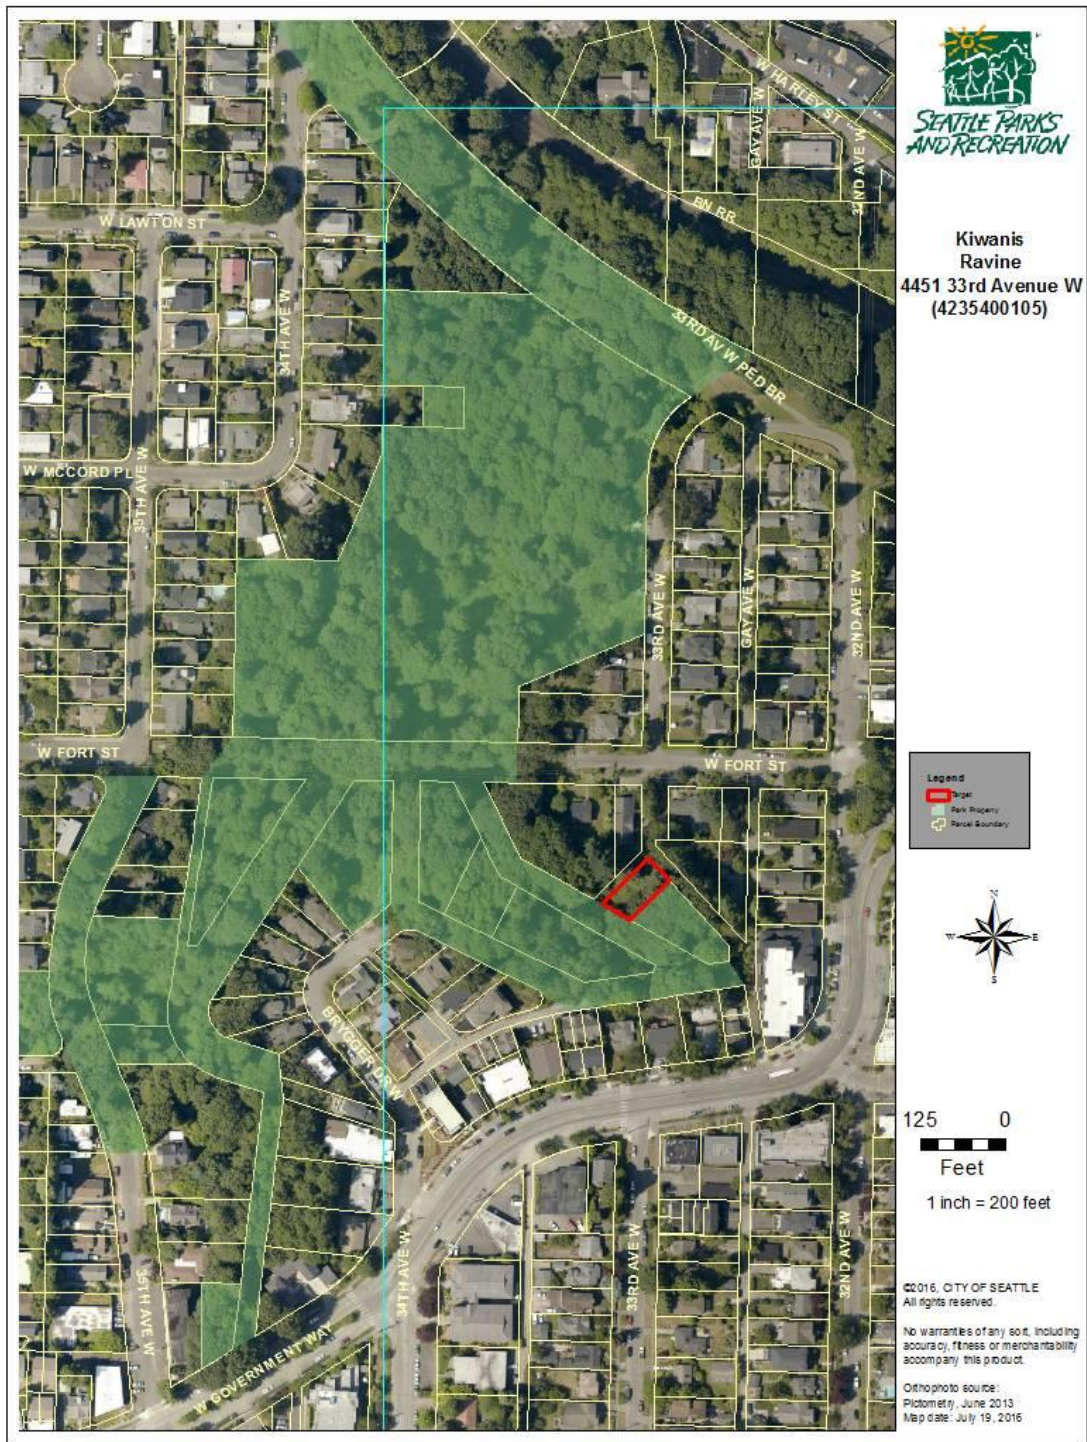 SEATTLE PARKS
AND RECREATION
Kiwanis
Ravine
4451 33rd Avenue W
(4235400105)
W HARLEY ST
GAY AVE W
32ND AVE W
BN RR
W LAWTON ST
34TH AVE W
33RD AV W PED BR
W MCCORD PL
35TH AVE W
33RD AVE W
GAY AVE W
32ND AVE W
W FORT ST
W FORT ST
Legend
Target
Park Property
Parcel Boundary
N
W E
S
BRYGGER DR W
125 0
Feet
1 inch = 200 feet
34TH AVE W
33RD AVE W
32ND AVE W
35TH AVE W
W GOVERNMENT WAY
©2016, CITY OF SEATTLE
All rights reserved.
No warranties of any sort, including
accuracy, fitness or merchantability
accompany this product.
Orthophoto source:
Pictometry, June 2013
Map date: July 19, 2016